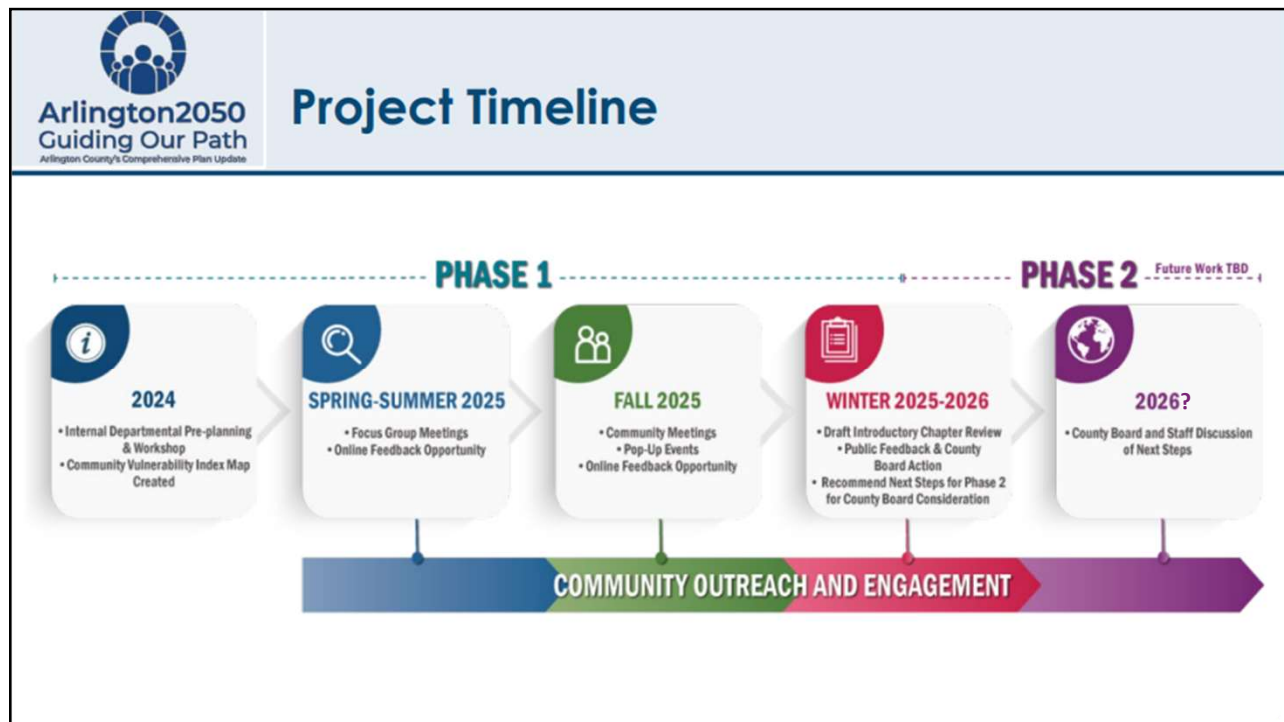 Arlington2050
Guiding Our Path
Arlington County's Comprehensive Plan Update
Project Timeline
PHASE 1
PHASE 2
Future Work TBD
i
2024
• Internal Departmental Pre-planning
& Workshop
• Community Vulnerability Index Map
Created
SPRING-SUMMER 2025
• Focus Group Meetings
• Online Feedback Opportunity
FALL 2025
• Community Meetings
• Pop-Up Events
• Online Feedback Opportunity
WINTER 2025-2026
• Draft Introductory Chapter Review
• Public Feedback & County
Board Action
• Recommend Next Steps for Phase 2
for County Board Consideration
2026?
• County Board and Staff Discussion
of Next Steps
COMMUNITY OUTREACH AND ENGAGEMENT